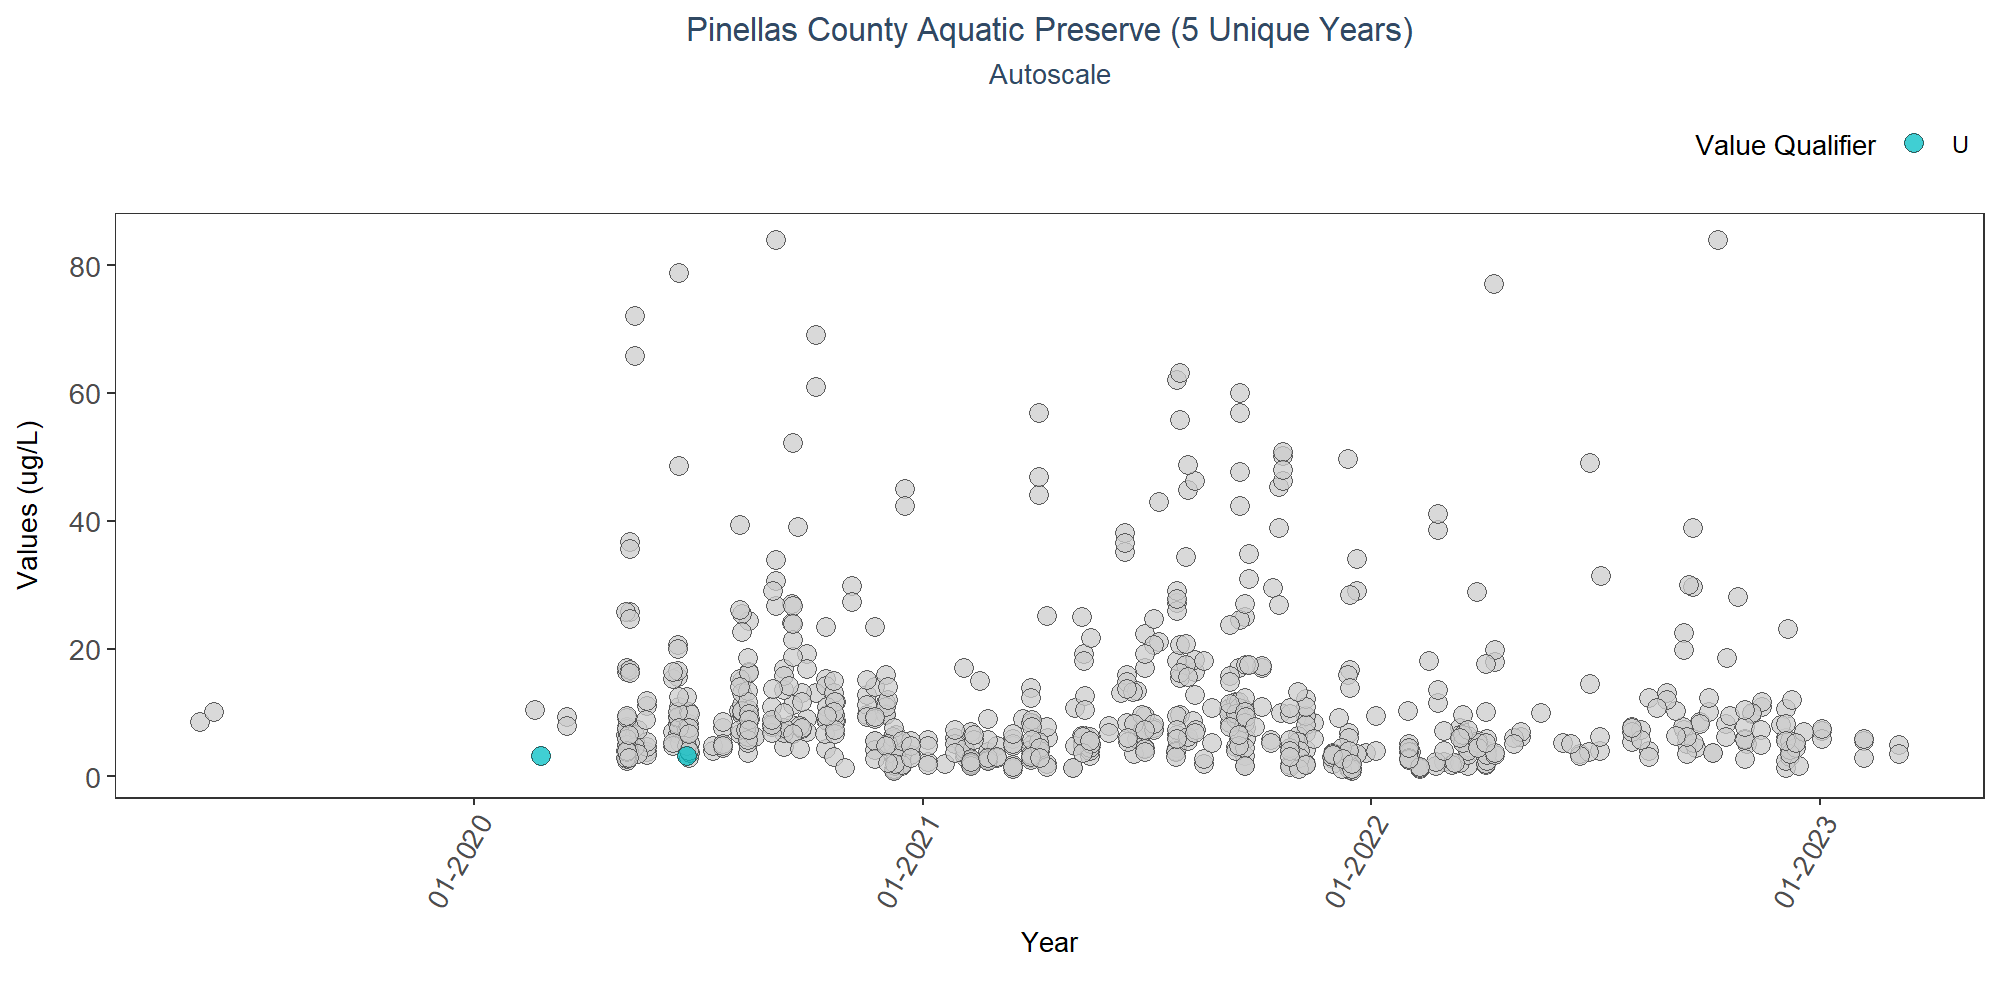 Pinellas County Aquatic Preserve (5 Unique Years)
Autoscale
Value Qualifier U
Values (ug/L)
80
60
40
20
0
01-2020
01-2021
01-2022
01-2023
Year